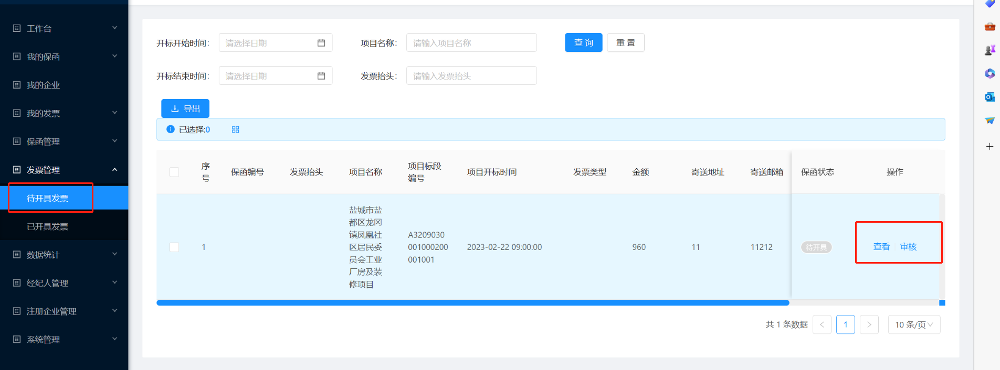 工作台
我的保函
我的企业
我的发票
保函管理
发票管理
待开具发票
已开具发票
数据统计
经纪人管理
注册企业管理
系统管理
开标开始时间: 请选择日期 项目名称: 请输入项目名称 查 询 重 置
开标结束时间: 请选择日期 发票抬头: 请输入发票抬头
导出
已选择:0
序号 保函编号 发票抬头 项目名称 项目标段编号 项目开标时间 发票类型 金额 寄送地址 寄送邮箱 保函状态 操作
1
盐城市盐
都区龙冈
镇凤凰社
区居民委
员会工业
厂房及装
修项目
A3209030
001000200
001001
2023-02-22 09:00:00 960 11 11212 待开具 查看 审核
共 1 条数据 < 1 > 10 条/页